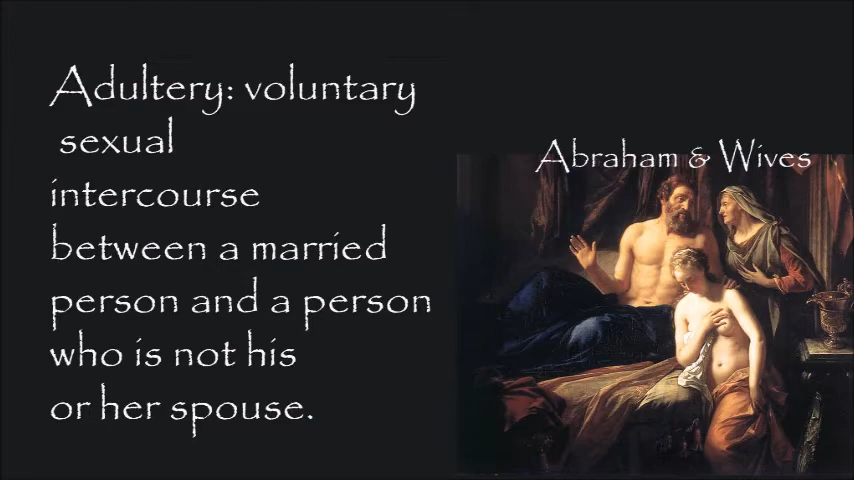 Adultery: voluntary
sexual
intercourse
between a married
person and a person
who is not his
or her spouse.
Abraham & Wives